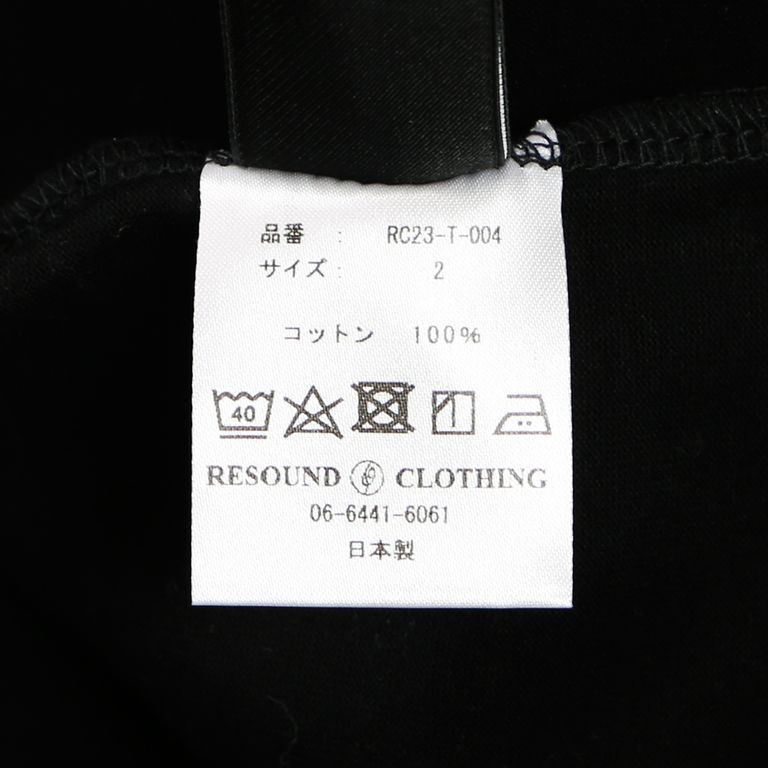 品番 : RC23-T-004
サイズ : 2
コットン 100%
40
RESOUND CLOTHING
06-6441-6061
日本製